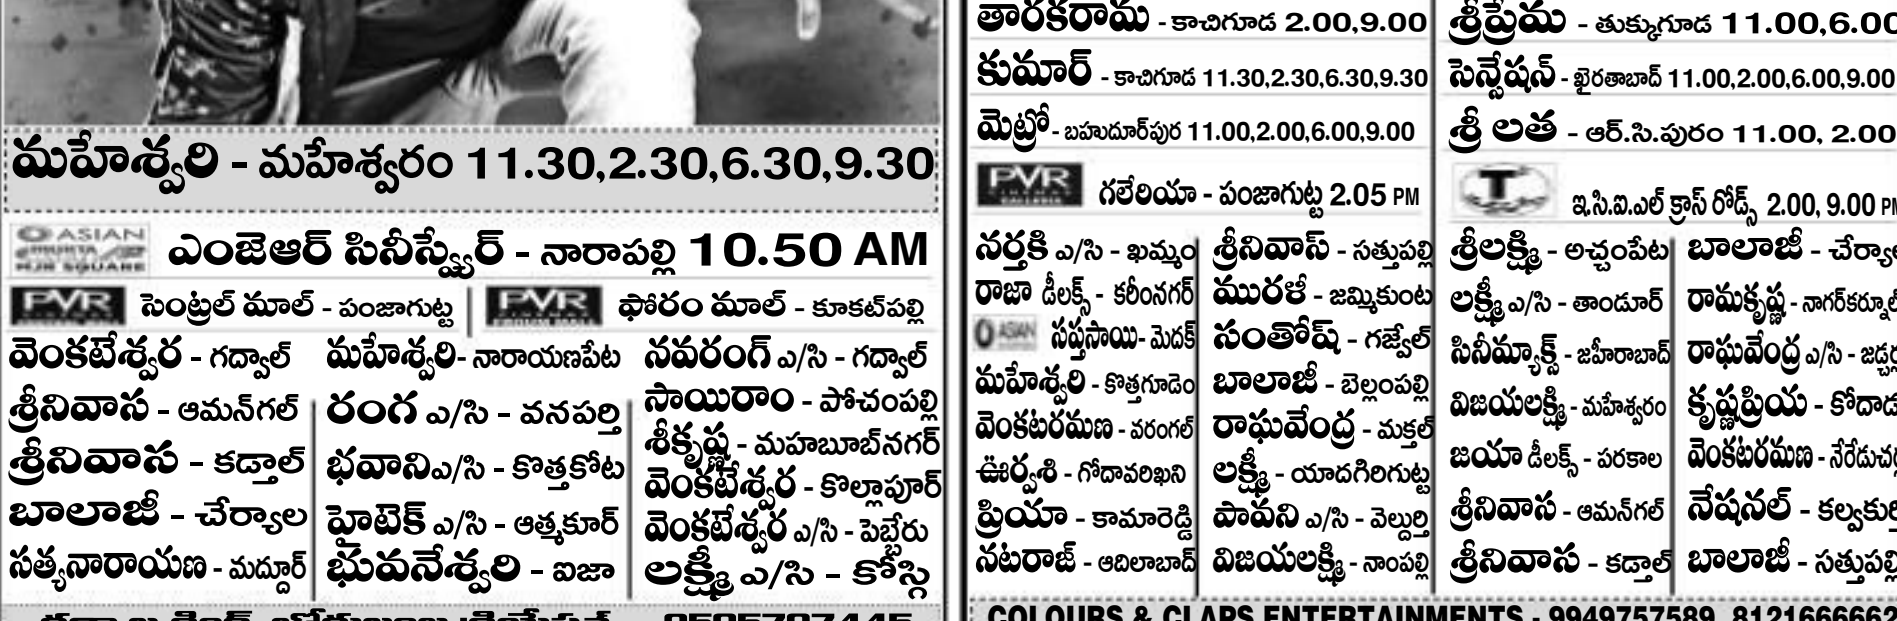 మహేశ్వరి - మహేశ్వరం 11.30,2.30,6.30,9.30
ASIAN
MUKTA
MJR SQUARE
ఎంజెఆర్ సినీస్క్వేర్ - నారాపల్లి 10.50 AM
PVR సెంట్రల్ మాల్ - పంజాగుట్ట
PVR ఫోరం మాల్ - కూకట్‌పల్లి
వెంకటేశ్వర - గద్వాల్
శ్రీనివాస - ఆమన్‌గల్
శ్రీనివాస - కడ్తాల్
బాలాజీ - చేర్యాల
సత్యనారాయణ - మద్దూర్
మహేశ్వరి- నారాయణపేట
రంగ ఎ/సి - వనపర్తి
భవానిఎ/సి - కొత్తకోట
హైటెక్ ఎ/సి - ఆత్మకూర్
భువనేశ్వరి - ఐజా
నవరంగ్ ఎ/సి - గద్వాల్
సాయిరాం - పోచంపల్లి
శ్రీకృష్ణ - మహబూబ్‌నగర్
వెంకటేశ్వర - కొల్లాపూర్
వెంకటేశ్వర ఎ/సి - పెబ్బేరు
లక్ష్మీ ఎ/సి - కోస్గి
తారకరామ - కాచిగూడ 2.00,9.00
కుమార్ - కాచిగూడ 11.30,2.30,6.30,9.30
మెట్రో- బహదూర్‌పుర 11.00,2.00,6.00,9.00
PVR గలేరియా - పంజాగుట్ట 2.05 PM
నర్తకి ఎ/సి - ఖమ్మం
రాజా డీలక్స్ - కరీంనగర్
ASIAN సప్తసాయి- మెదక్
మహేశ్వరి - కొత్తగూడెం
వెంకటరమణ - వరంగల్
ఊర్వశి - గోదావరిఖని
ప్రియా - కామారెడ్డి
నటరాజ్ - ఆదిలాబాద్
శ్రీనివాస్ - సత్తుపల్లి
మురళీ - జమ్మికుంట
సంతోష్ - గజ్వేల్
బాలాజీ - బెల్లంపల్లి
రాఘవేంద్ర - మక్తల్
లక్ష్మీ - యాదగిరిగుట్ట
పావని ఎ/సి - వెల్దుర్తి
విజయలక్ష్మి - నాంపల్లి
శ్రీప్రేమ - తుక్కుగూడ 11.00,6.00
సెన్సేషన్ - ఖైరతాబాద్ 11.00,2.00,6.00,9.00
శ్రీ లత - ఆర్.సి.పురం 11.00, 2.00
ఇ.సి.ఐ.ఎల్ క్రాస్ రోడ్స్ 2.00, 9.00 PM
శ్రీలక్ష్మి - అచ్చంపేట
లక్ష్మీ ఎ/సి - తాండూర్
సినీమ్యాక్స్ - జహీరాబాద్
విజయలక్ష్మి - మహేశ్వరం
జయా డీలక్స్ - పరకాల
శ్రీనివాస - ఆమన్‌గల్
శ్రీనివాస - కడ్తాల్
బాలాజీ - చేర్యాల
రామకృష్ణ - నాగర్‌కర్నూల్
రాఘవేంద్ర ఎ/సి -
కృష్ణప్రియ - కోదాడ
వెంకటరమణ -
నేషనల్ -
బాలాజీ - సత్తుపల్లి
COLOURS & CLAPS ENTERTAINMENTS - 9949757589, 8121666662